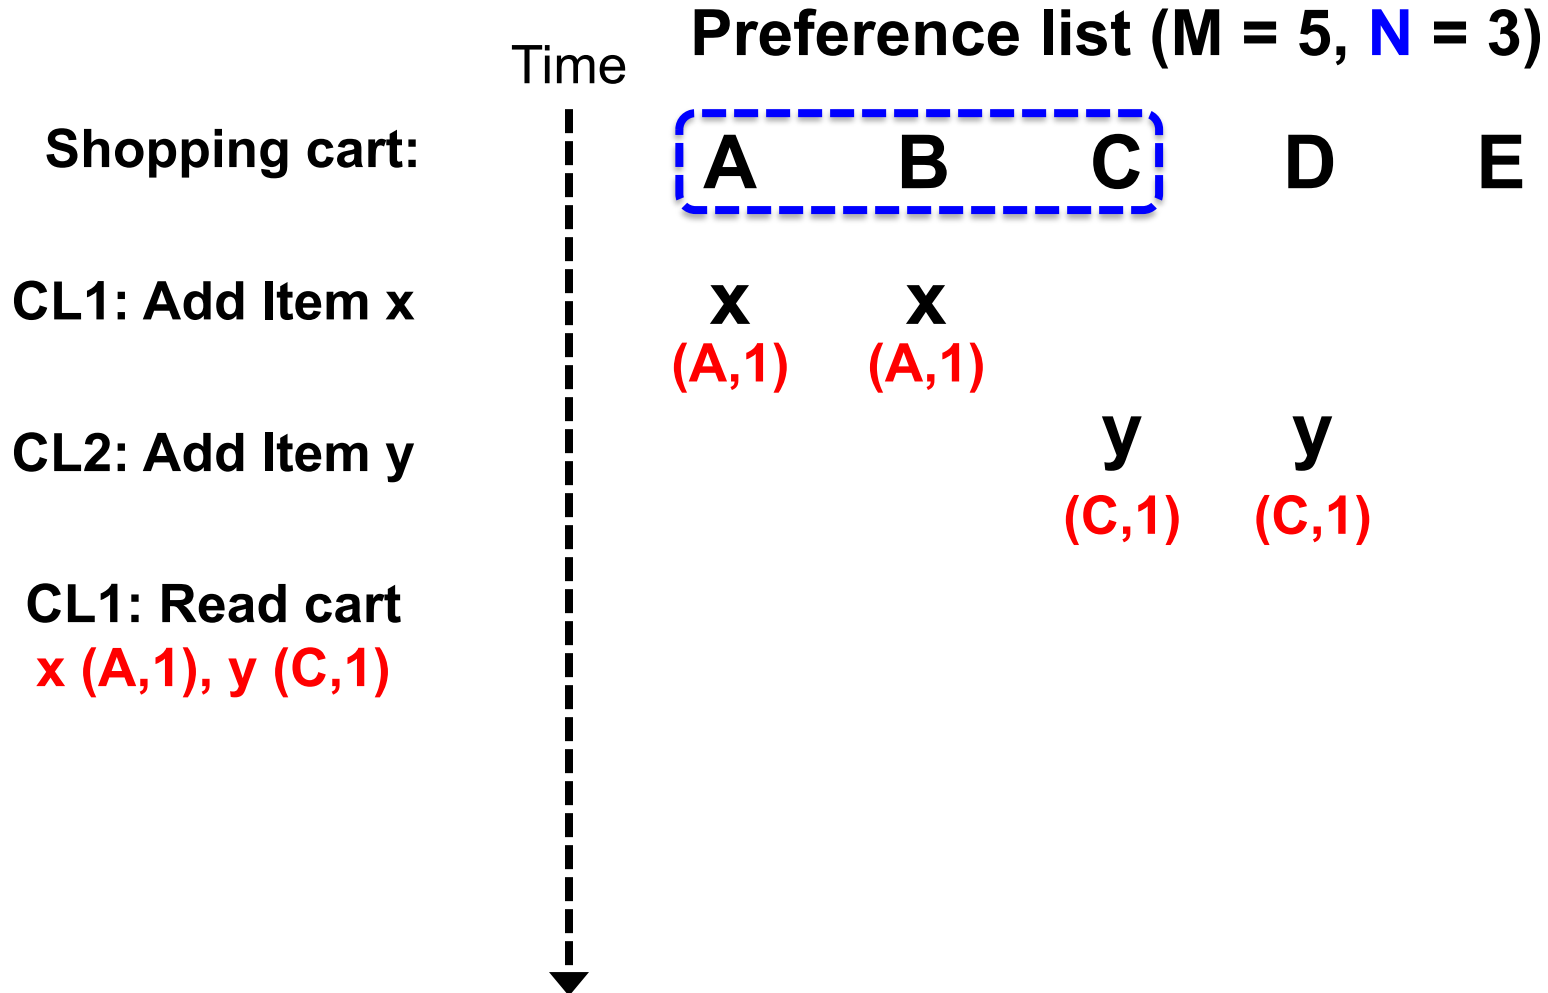 Preference list (M = 5, N = 3)
Time
Shopping cart: A B C D E
CL1: Add Item x x x
(A,1) (A,1)
CL2: Add Item y y y
(C,1) (C,1)
CL1: Read cart
x (A,1), y (C,1)